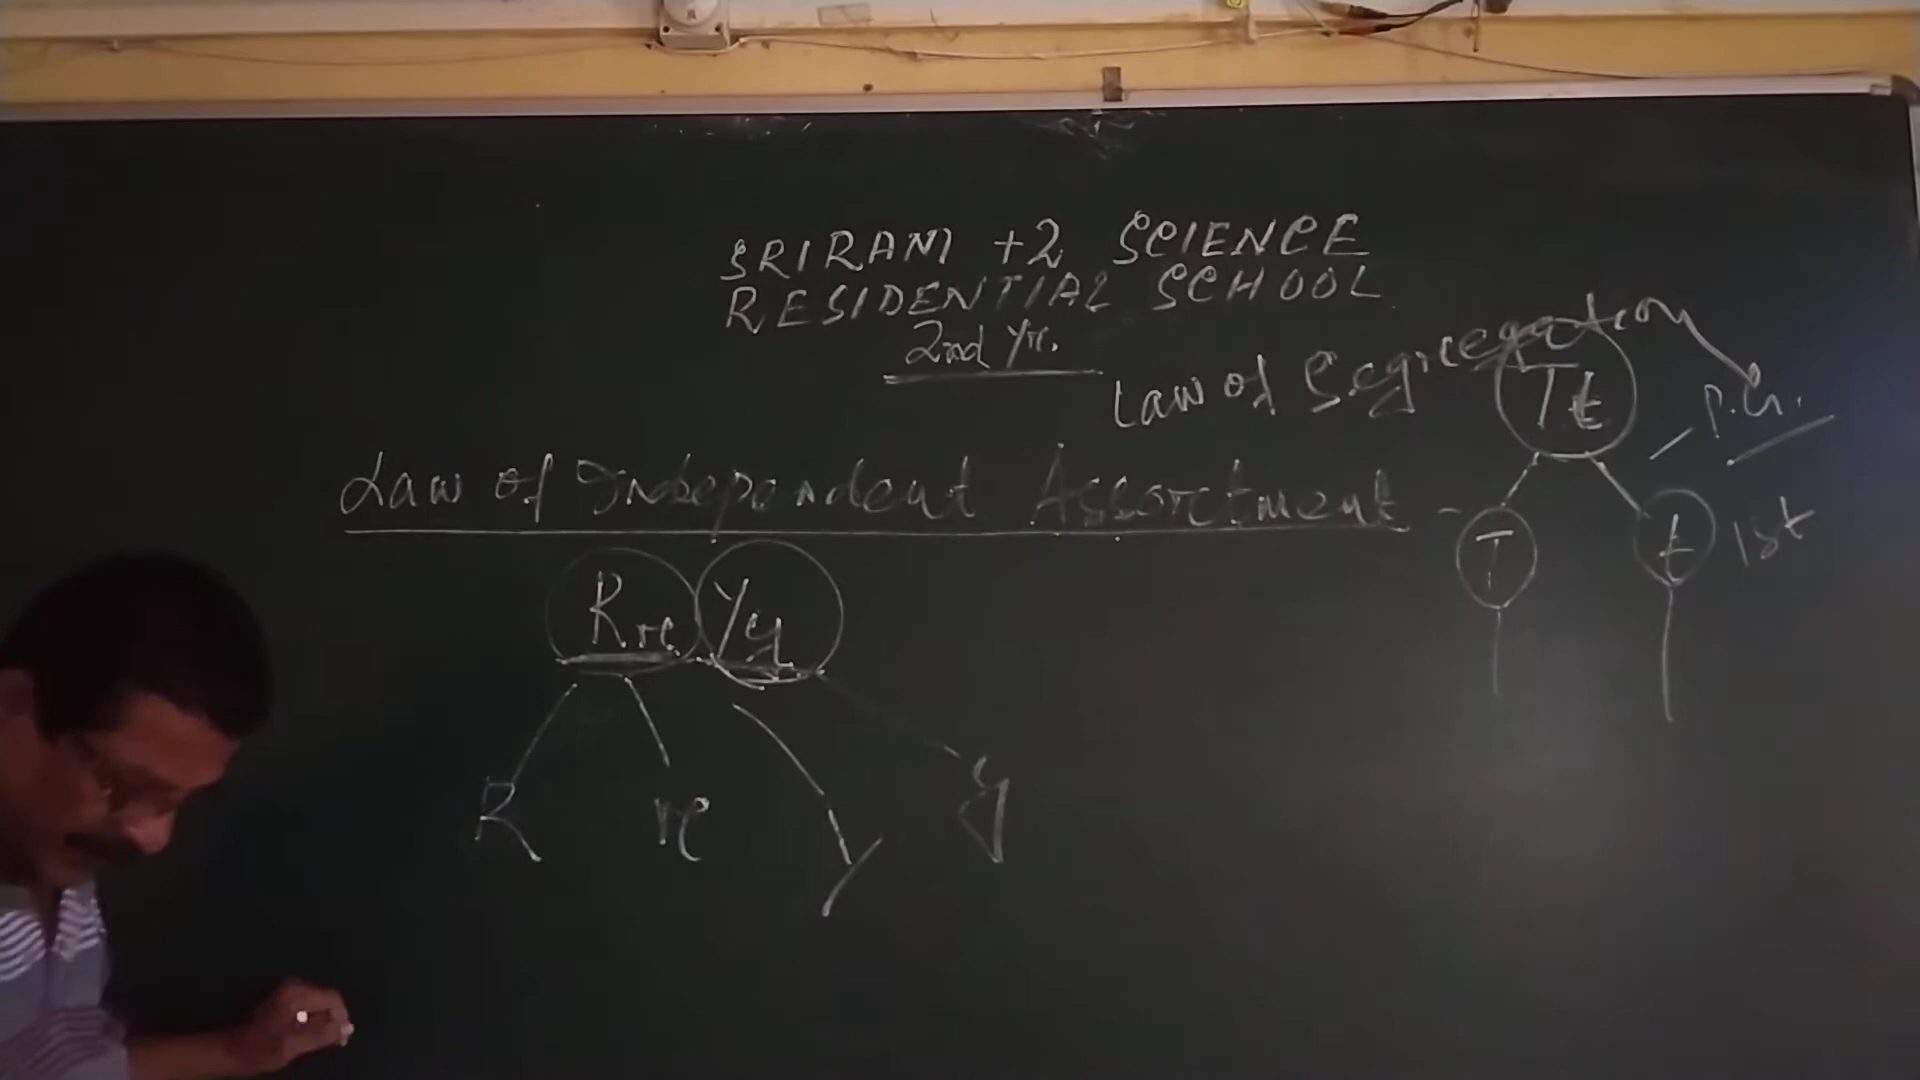 SRIRAM +2 SCIENCE
RESIDENTIAL SCHOOL
2nd Yr.
Law of Segregation
Tt
P.G.
Law of Independent Assortment
T t 1st
Rr Yy
R r Y y